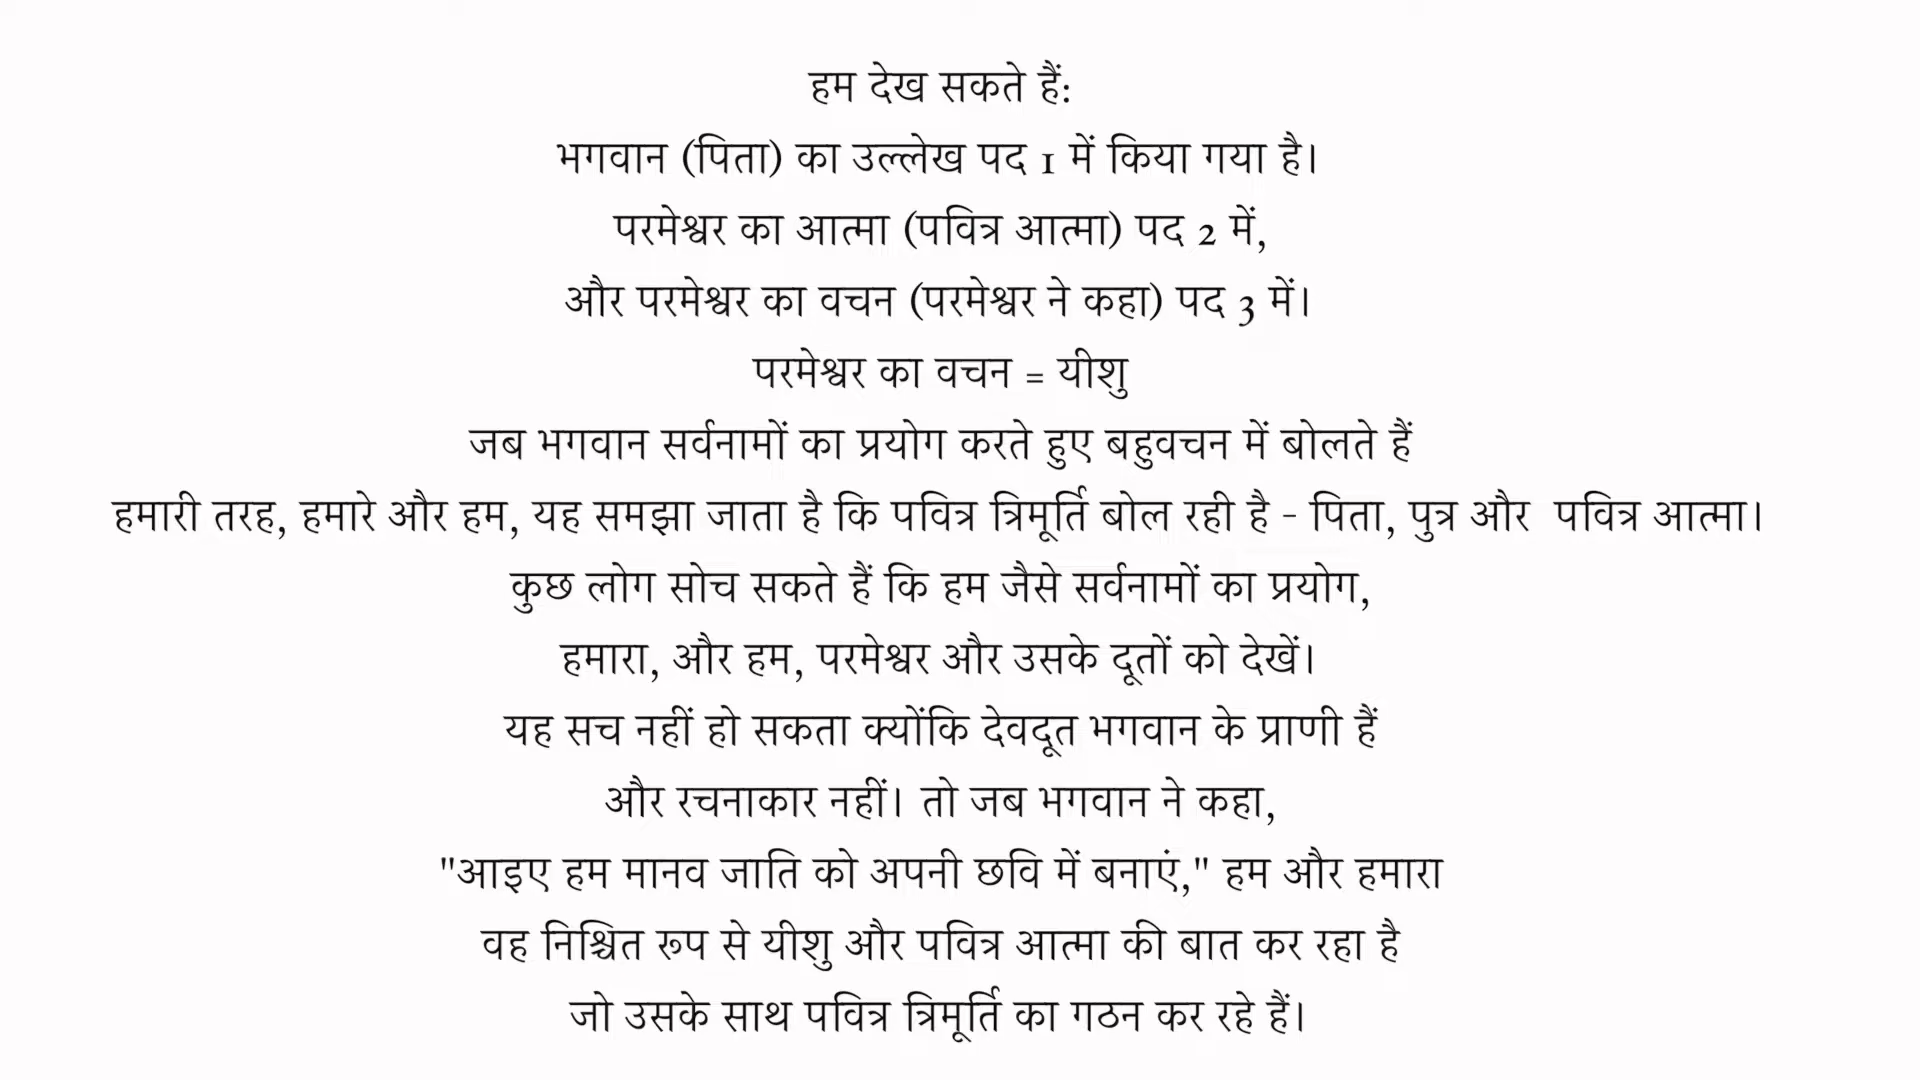 हम देख सकते हैं:
भगवान (पिता) का उल्लेख पद 1 में किया गया है।
परमेश्वर का आत्मा (पवित्र आत्मा) पद 2 में,
और परमेश्वर का वचन (परमेश्वर ने कहा) पद 3 में।
परमेश्वर का वचन = यीशु
जब भगवान सर्वनामों का प्रयोग करते हुए बहुवचन में बोलते हैं
हमारी तरह, हमारे और हम, यह समझा जाता है कि पवित्र त्रिमूर्ति बोल रही है - पिता, पुत्र और  पवित्र आत्मा।
कुछ लोग सोच सकते हैं कि हम जैसे सर्वनामों का प्रयोग,
हमारा, और हम, परमेश्वर और उसके दूतों को देखें।
यह सच नहीं हो सकता क्योंकि देवदूत भगवान के प्राणी हैं
और रचनाकार नहीं। तो जब भगवान ने कहा,
"आइए हम मानव जाति को अपनी छवि में बनाएं," हम और हमारा
वह निश्चित रूप से यीशु और पवित्र आत्मा की बात कर रहा है
जो उसके साथ पवित्र त्रिमूर्ति का गठन कर रहे हैं।